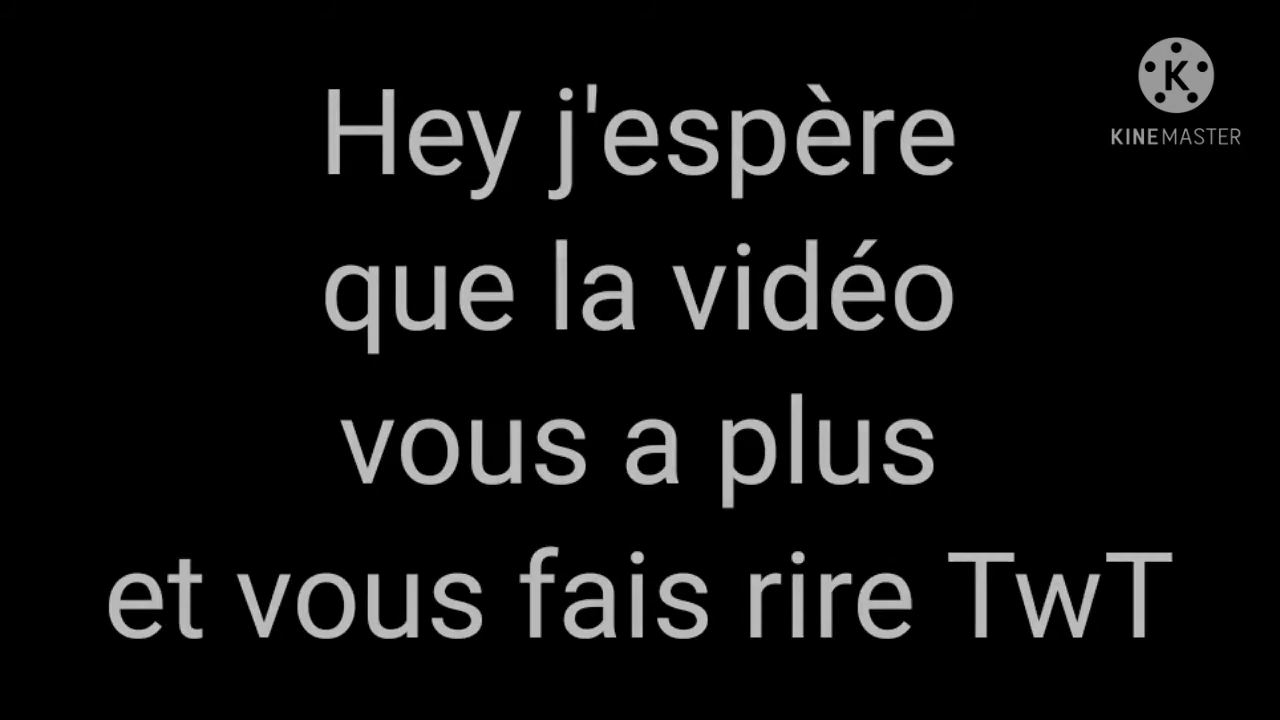 Hey j'espère
que la vidéo
vous a plus
et vous fais rire TwT
K
KINEMASTER